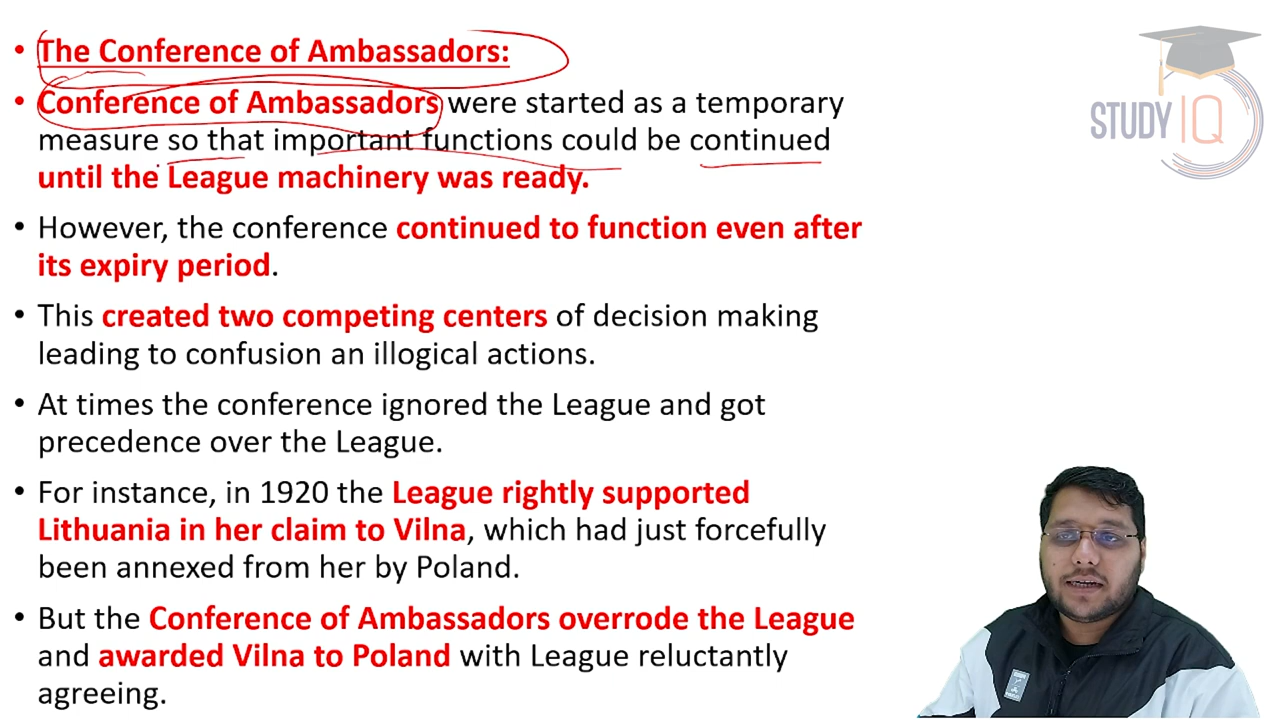 • The Conference of Ambassadors:
• Conference of Ambassadors were started as a temporary
measure so that important functions could be continued
until the League machinery was ready.
• However, the conference continued to function even after
its expiry period.
• This created two competing centers of decision making
leading to confusion an illogical actions.
• At times the conference ignored the League and got
precedence over the League.
• For instance, in 1920 the League rightly supported
Lithuania in her claim to Vilna, which had just forcefully
been annexed from her by Poland.
• But the Conference of Ambassadors overrode the League
and awarded Vilna to Poland with League reluctantly
agreeing.
STUDY IQ